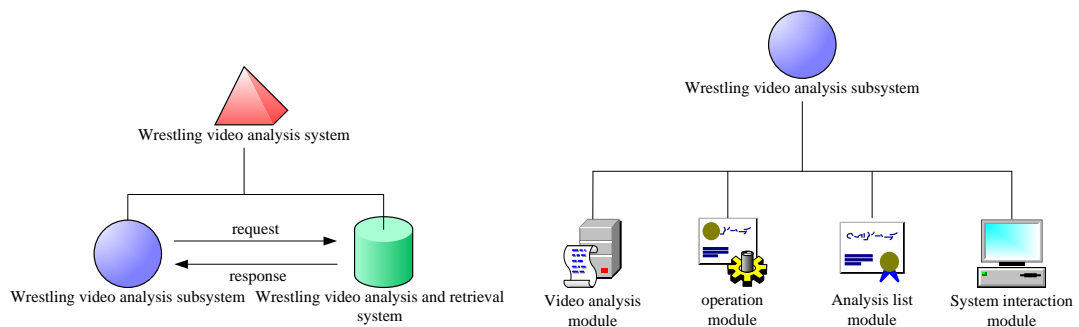 Wrestling video analysis system
request
response
Wrestling video analysis subsystem
Wrestling video analysis and retrieval
system
Wrestling video analysis subsystem
Video analysis
module
operation
module
Analysis list
module
System interaction
module